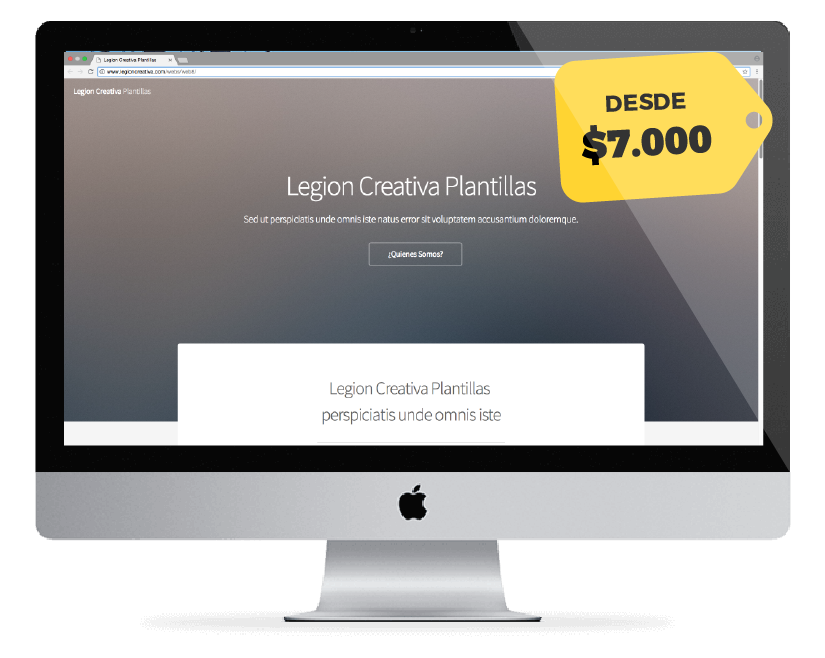 Legion Creativa Plantillas
www.legioncreativa.com/webs/web8/
Legion Creativa Plantillas
DESDE
$7.000
Legion Creativa Plantillas
Sed ut perspiciatis unde omnis iste natus error sit voluptatem accusantium doloremque.
¿Quienes Somos?
Legion Creativa Plantillas
perspiciatis unde omnis iste